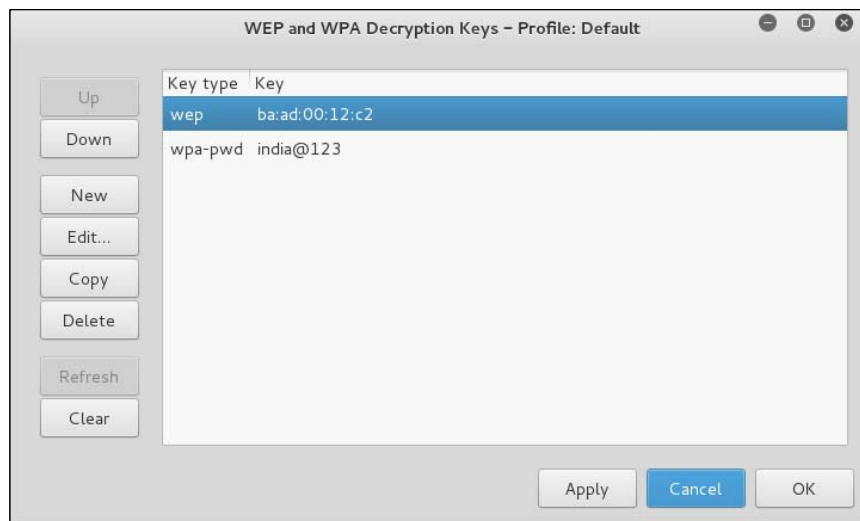 WEP and WPA Decryption Keys – Profile: Default
Up
Down
New
Edit...
Copy
Delete
Refresh
Clear
Key type Key
wep ba:ad:00:12:c2
wpa-pwd india@123
Apply Cancel OK